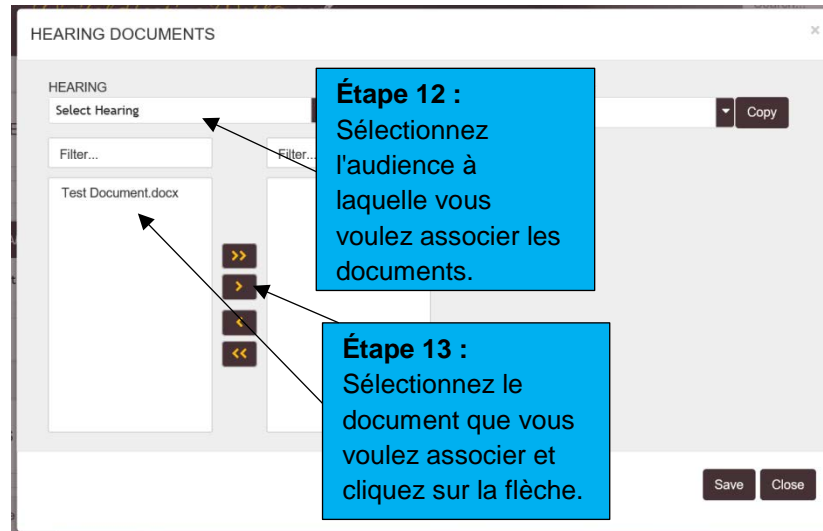 HEARING DOCUMENTS
×
HEARING
Select Hearing
Copy
Filter...
Filter...
Test Document.docx
>>
>
<
<<
Étape 12 :
Sélectionnez
l'audience à
laquelle vous
voulez associer les
documents.
Étape 13 :
Sélectionnez le
document que vous
voulez associer et
cliquez sur la flèche.
Save Close